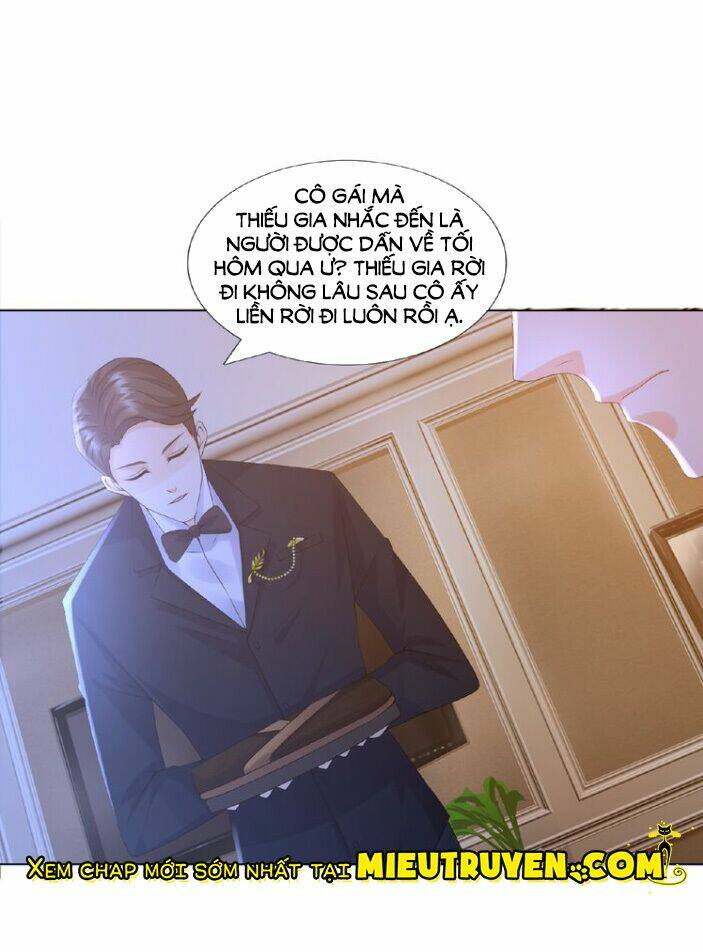 CÔ GÁI MÀ
THIẾU GIA NHẮC ĐẾN LÀ
NGƯỜI ĐƯỢC DẪN VỀ TỐI
HÔM QUA Ư? THIẾU GIA RỜI
ĐI KHÔNG LÂU SAU CÔ ẤY
LIỀN RỜI ĐI LUÔN RỒI Ạ.
XEM CHAP MỚI SỚM NHẤT TẠI MIEUTRUYEN.COM